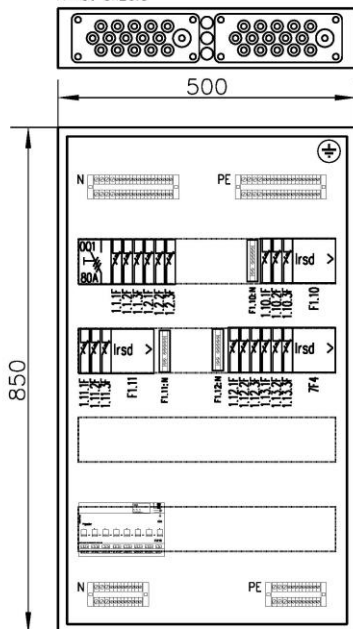 500
850
N
PE
001
80A
1.1.1F
1.1.2F
1.1.3F
1.2.1F
1.2.2F
1.2.3F
F1.10:N
1.10.1F
1.10.2F
1.10.3F
Irsd >
F1.10
1.11.1F
1.11.2F
1.11.3F
Irsd >
F1.11
F1.11:N
F1.12:N
1.12.1F
1.12.2F
1.12.3F
1.13.1F
1.13.2F
1.13.3F
Irsd >
7F4
N
PE